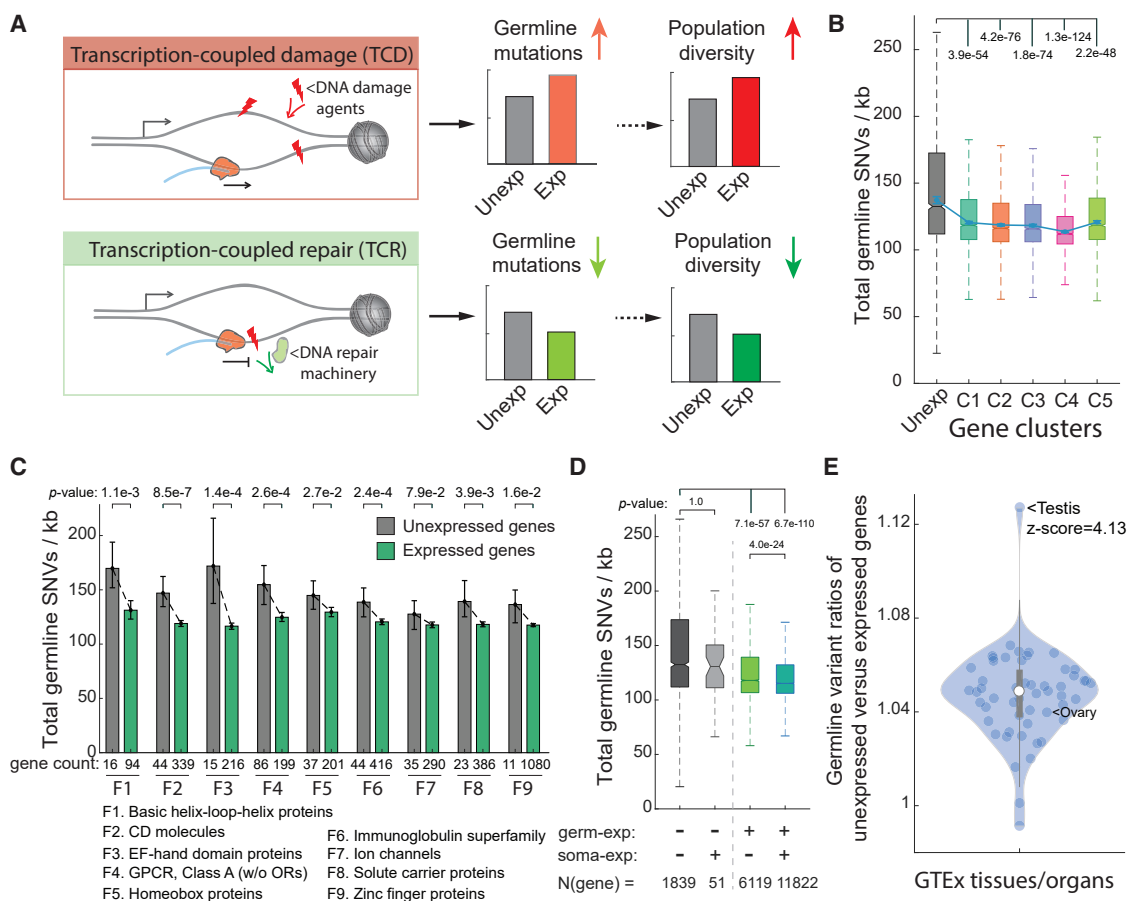 A
Transcription-coupled damage (TCD)
<DNA damage
agents
Germline
mutations
Unexp
Exp
Population
diversity
Unexp
Exp
Transcription-coupled repair (TCR)
<DNA repair
machinery
Germline
mutations
Unexp
Exp
Population
diversity
Unexp
Exp
B
4.2e-76
1.3e-124
3.9e-54
1.8e-74
2.2e-48
Total germline SNVs / kb
250
200
150
100
50
0
Unexp
C1
C2
C3
C4
C5
Gene clusters
C
p-value:
1.1e-3
8.5e-7
1.4e-4
2.6e-4
2.7e-2
2.4e-4
7.9e-2
3.9e-3
1.6e-2
Unexpressed genes
Expressed genes
Total germline SNVs / kb
200
150
100
50
0
gene count:
16 94
44 339
15 216
86 199
37 201
44 416
35 290
23 386
11 1080
F1
F2
F3
F4
F5
F6
F7
F8
F9
F1. Basic helix-loop-helix proteins
F2. CD molecules
F3. EF-hand domain proteins
F4. GPCR, Class A (w/o ORs)
F5. Homeobox proteins
F6. Immunoglobulin superfamily
F7. Ion channels
F8. Solute carrier proteins
F9. Zinc finger proteins
D
p-value:
1.0
7.1e-57
6.7e-110
4.0e-24
Total germline SNVs / kb
250
200
150
100
50
0
germ-exp: - - + +
soma-exp: - + - +
N(gene) = 1839 51 6119 11822
E
<Testis
z-score=4.13
<Ovary
Germline variant ratios of
unexpressed versus expressed genes
1.12
1.08
1.04
1
GTEx tissues/organs